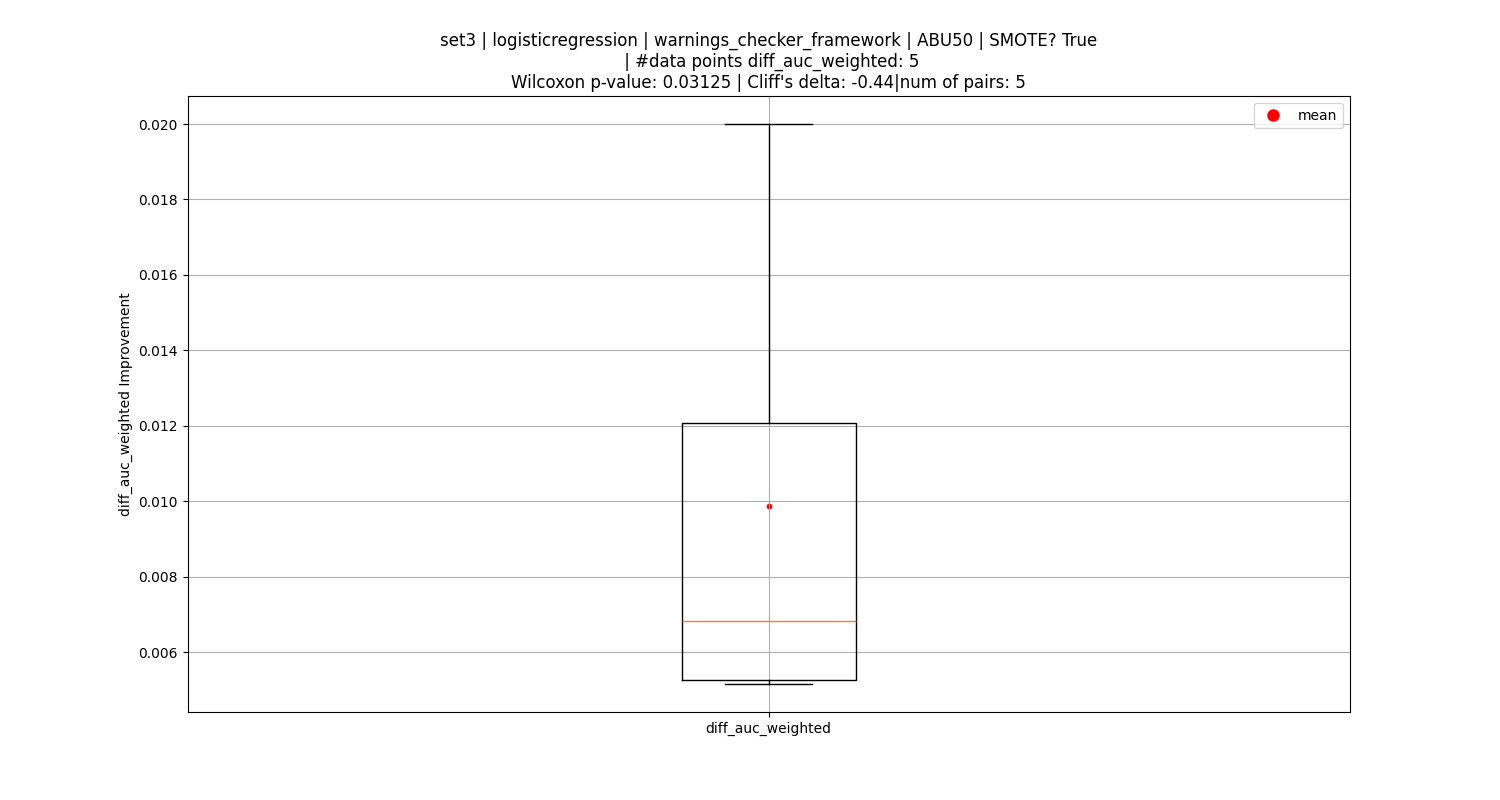 set3 | logisticregression | warnings_checker_framework | ABU50 | SMOTE? True
| #data points diff_auc_weighted: 5
Wilcoxon p-value: 0.03125 | Cliff's delta: -0.44|num of pairs: 5
mean
0.020
0.018
0.016
0.014
0.012
0.010
0.008
0.006
diff_auc_weighted Improvement
diff_auc_weighted